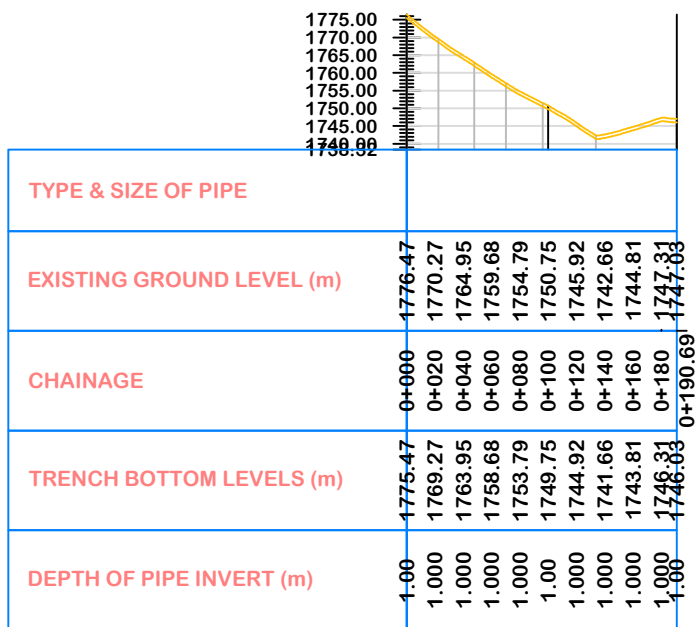 1775.00
1770.00
1765.00
1760.00
1755.00
1750.00
1745.00
1740.00
1738.32
TYPE & SIZE OF PIPE
EXISTING GROUND LEVEL (m) 1776.47 1770.27 1764.95 1759.68 1754.79 1750.75 1745.92 1742.66 1744.81 1747.31 1747.03
CHAINAGE 0+000 0+020 0+040 0+060 0+080 0+100 0+120 0+140 0+160 0+180 0+190.69
TRENCH BOTTOM LEVELS (m) 1775.47 1769.27 1763.95 1758.68 1753.79 1749.75 1744.92 1741.66 1743.81 1746.31 1746.03
DEPTH OF PIPE INVERT (m) 1.00 1.000 1.000 1.000 1.000 1.00 1.000 1.000 1.000 1.000 1.00